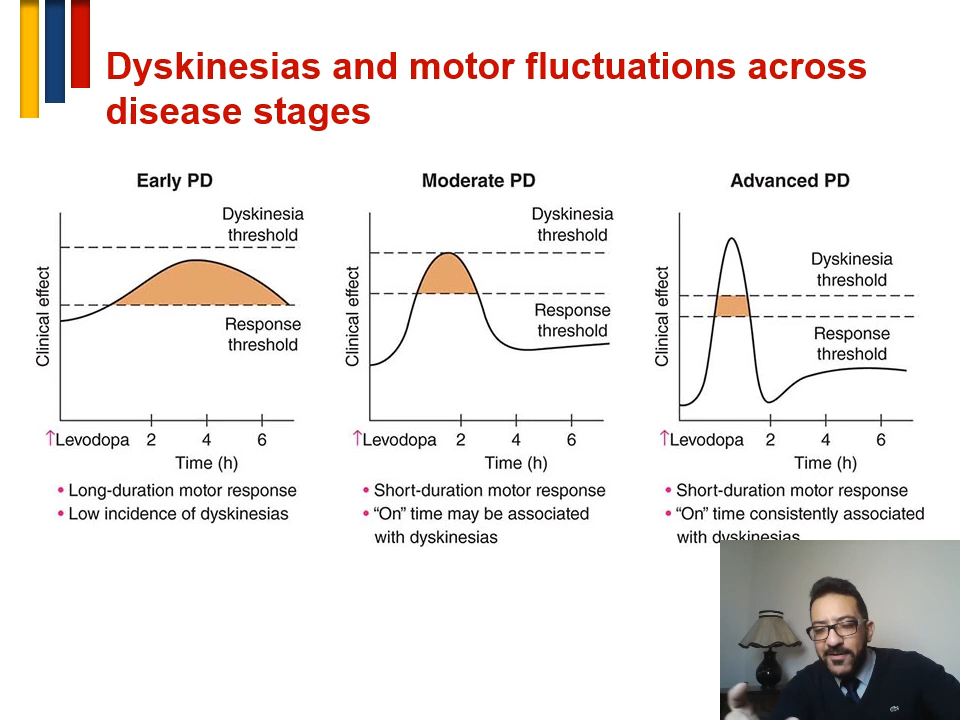 Dyskinesias and motor fluctuations across
disease stages
Early PD
Dyskinesia
threshold
Response
threshold
Clinical effect
↑Levodopa 2 4 6
Time (h)
• Long-duration motor response
• Low incidence of dyskinesias
Moderate PD
Dyskinesia
threshold
Response
threshold
Clinical effect
↑Levodopa 2 4 6
Time (h)
• Short-duration motor response
• “On” time may be associated
with dyskinesias
Advanced PD
Dyskinesia
threshold
Response
threshold
Clinical effect
↑Levodopa 2 4 6
Time (h)
• Short-duration motor response
• “On” time consistently associated
with dyskinesias